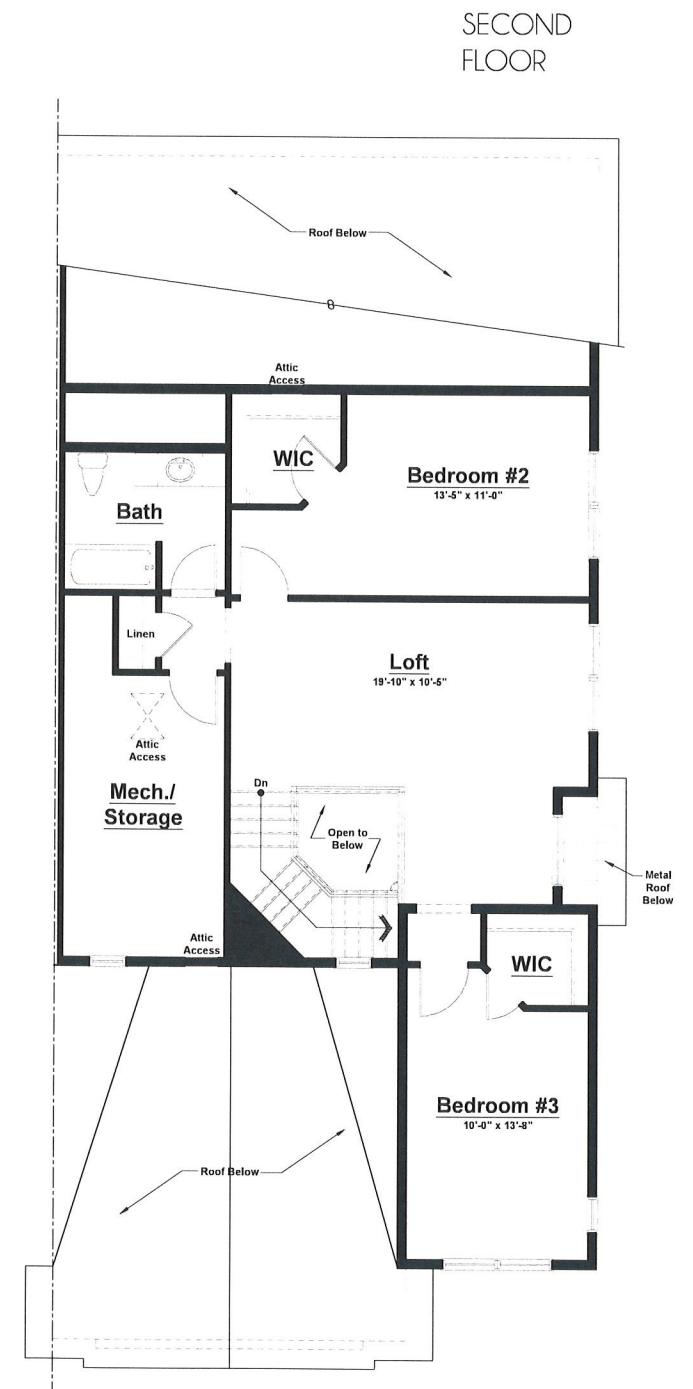 SECOND
FLOOR
Roof Below
Attic
Access
WIC
Bedroom #2
13'-5" x 11'-0"
Bath
Linen
Loft
19'-10" x 10'-5"
Attic
Access
Mech./
Storage
Dn
Open to
Below
Metal
Roof
Below
Attic
Access
WIC
Bedroom #3
10'-0" x 13'-8"
Roof Below